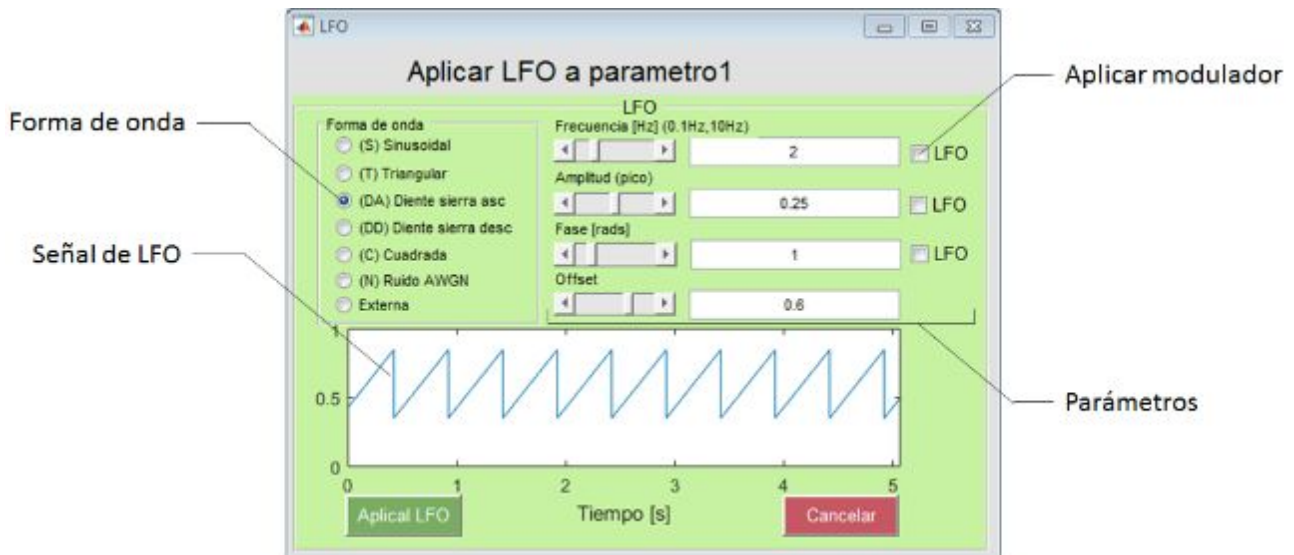 LFO
Aplicar LFO a parametro1
Aplicar modulador
Forma de onda
Señal de LFO
Parámetros
LFO
Forma de onda
(S) Sinusoidal
(T) Triangular
(DA) Diente sierra asc
(DD) Diente sierra desc
(C) Cuadrada
(N) Ruido AWGN
Externa
Frecuencia [Hz] (0.1Hz,10Hz)
2
LFO
Amplitud (pico)
0.25
LFO
Fase [rads]
1
LFO
Offset
0.6
1
0.5
0
0 1 2 3 4 5
Tiempo [s]
Aplical LFO
Cancelar